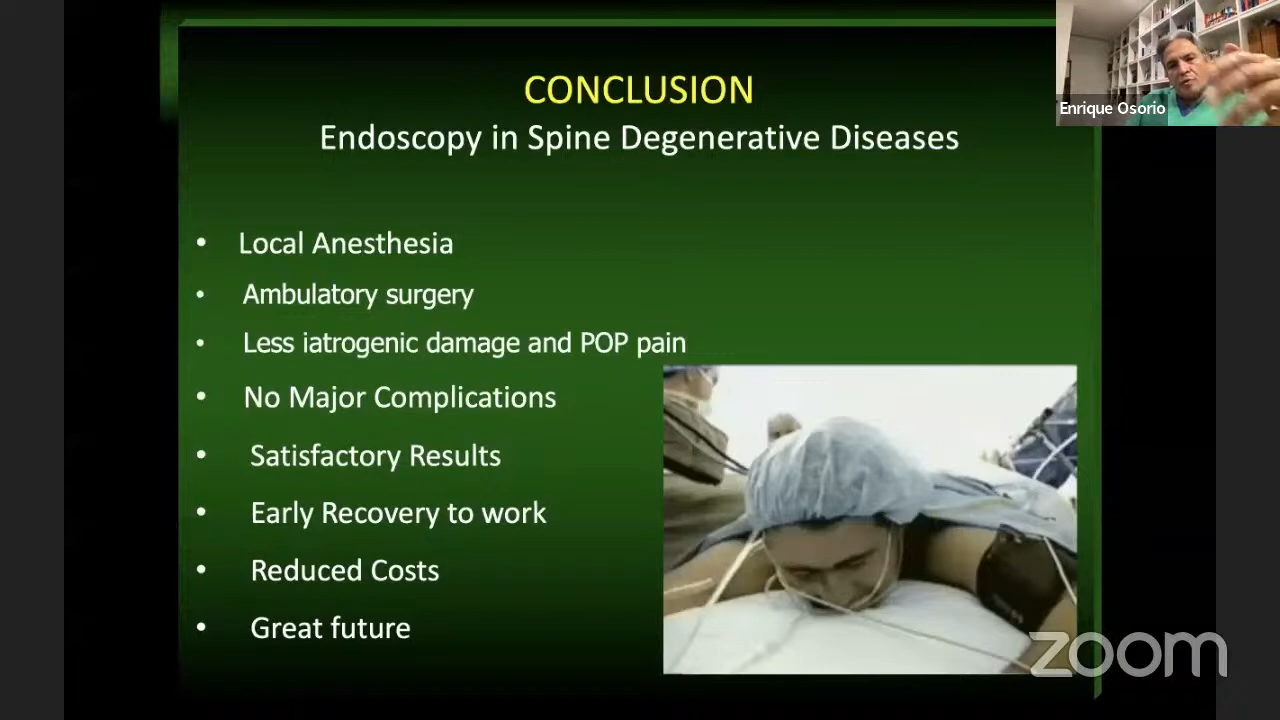 CONCLUSION
Endoscopy in Spine Degenerative Diseases
• Local Anesthesia
• Ambulatory surgery
• Less iatrogenic damage and POP pain
• No Major Complications
• Satisfactory Results
• Early Recovery to work
• Reduced Costs
• Great future
Enrique Osorio
zoom